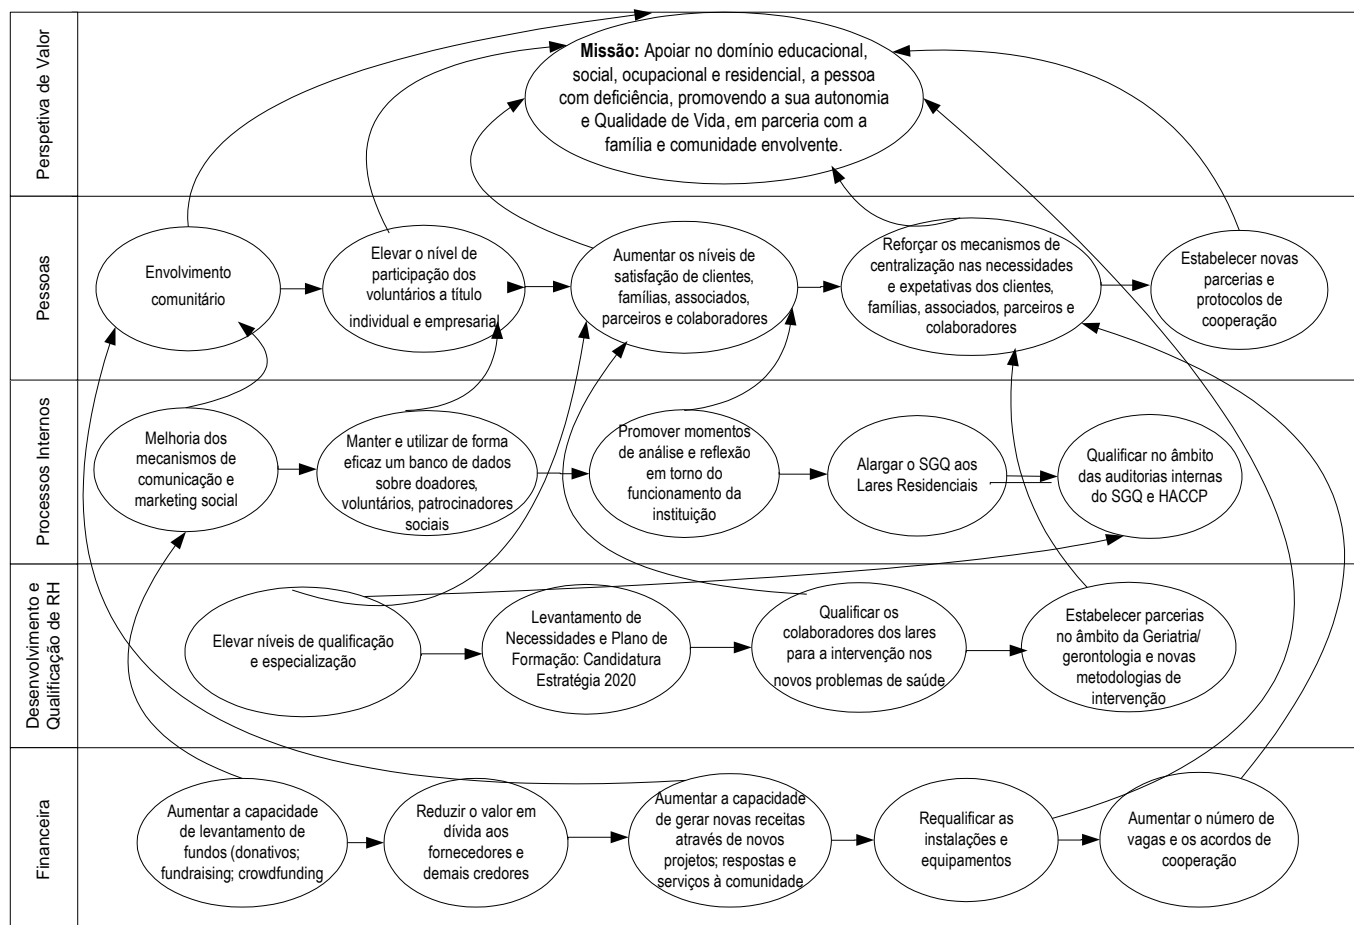 Perspetiva de Valor
Missão: Apoiar no domínio educacional,
social, ocupacional e residencial, a pessoa
com deficiência, promovendo a sua autonomia
e Qualidade de Vida, em parceria com a
família e comunidade envolvente.
Pessoas
Envolvimento
comunitário
Elevar o nível de
participação dos
voluntários a título
individual e empresarial
Aumentar os níveis de
satisfação de clientes,
famílias, associados,
parceiros e colaboradores
Reforçar os mecanismos de
centralização nas necessidades
e expetativas dos clientes,
famílias, associados, parceiros e
colaboradores
Estabelecer novas
parcerias e
protocolos de
cooperação
Processos Internos
Melhoria dos
mecanismos de
comunicação e
marketing social
Manter e utilizar de forma
eficaz um banco de dados
sobre doadores,
voluntários, patrocinadores
sociais
Promover momentos
de análise e reflexão
em torno do
funcionamento da
instituição
Alargar o SGQ aos
Lares Residenciais
Qualificar no âmbito
das auditorias internas
do SGQ e HACCP
Desenvolvimento e
Qualificação de RH
Elevar níveis de qualificação
e especialização
Levantamento de
Necessidades e Plano de
Formação: Candidatura
Estratégia 2020
Qualificar os
colaboradores dos lares
para a intervenção nos
novos problemas de saúde
Estabelecer parcerias
no âmbito da Geriatria/
gerontologia e novas
metodologias de
intervenção
Financeira
Aumentar a capacidade
de levantamento de
fundos (donativos;
fundraising; crowdfunding
Reduzir o valor em
dívida aos
fornecedores e
demais credores
Aumentar a capacidade
de gerar novas receitas
através de novos
projetos; respostas e
serviços à comunidade
Requalificar as
instalações e
equipamentos
Aumentar o número de
vagas e os acordos de
cooperação